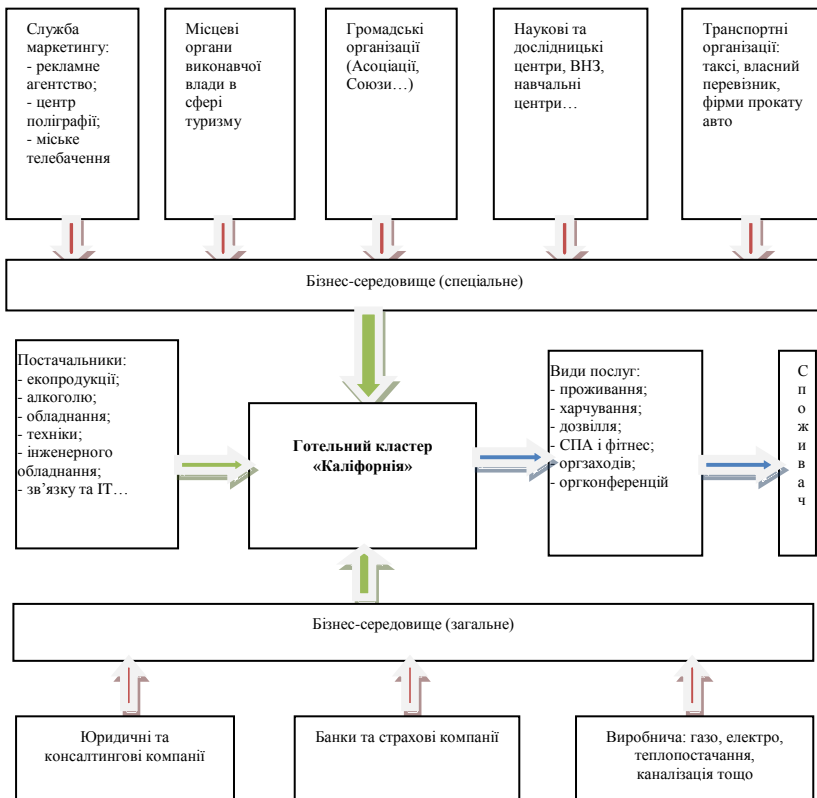 Служба
маркетингу:
- рекламне
агентство;
- центр
поліграфії;
- міське
телебачення
Місцеві
органи
виконавчої
влади в
сфері
туризму
Громадські
організації
(Асоціації,
Союзи…)
Наукові та
дослідницькі
центри, ВНЗ,
навчальні
центри…
Транспортні
організації:
таксі, власний
перевізник,
фірми прокату
авто
Бізнес-середовище (спеціальне)
Постачальники:
- екопродукції;
- алкоголю;
- обладнання;
- техніки;
- інженерного
обладнання;
- зв’язку та ІТ…
Готельний кластер
«Каліфорнія»
Види послуг:
- проживання;
- харчування;
- дозвілля;
- СПА і фітнес;
- оргзаходів;
- оргконференцій
С
п
о
ж
и
в
а
ч
Бізнес-середовище (загальне)
Юридичні та
консалтингові компанії
Банки та страхові компанії
Виробнича: газо, електро,
теплопостачання,
каналізація тощо